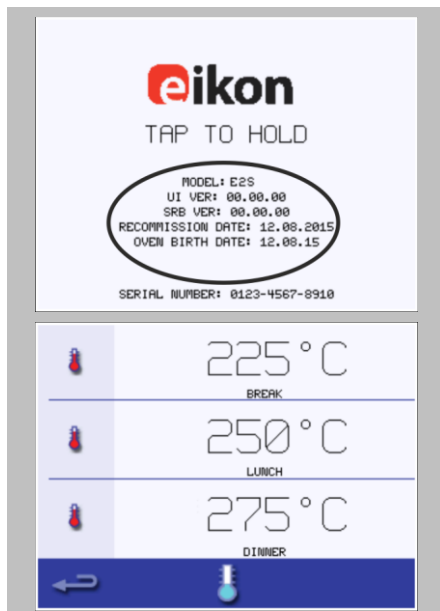 eikon
TAP TO HOLD
MODEL: E2S
UI VER: 00.00.00
SRB VER: 00.00.00
RECOMMISSION DATE: 12.08.2015
OVEN BIRTH DATE: 12.08.15
SERIAL NUMBER: 0123-4567-8910
225°C
BREAK
250°C
LUNCH
275°C
DINNER